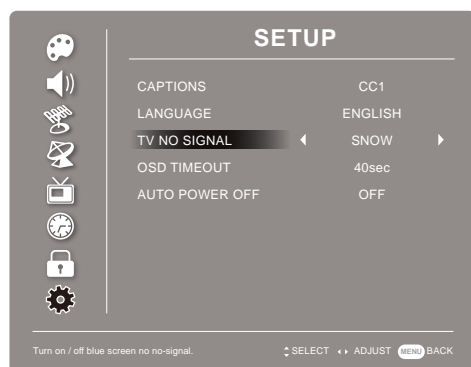 SETUP
CAPTIONS CC1
LANGUAGE ENGLISH
TV NO SIGNAL SNOW
OSD TIMEOUT 40sec
AUTO POWER OFF OFF
Turn on / off blue screen no no-signal. SELECT ADJUST MENU BACK